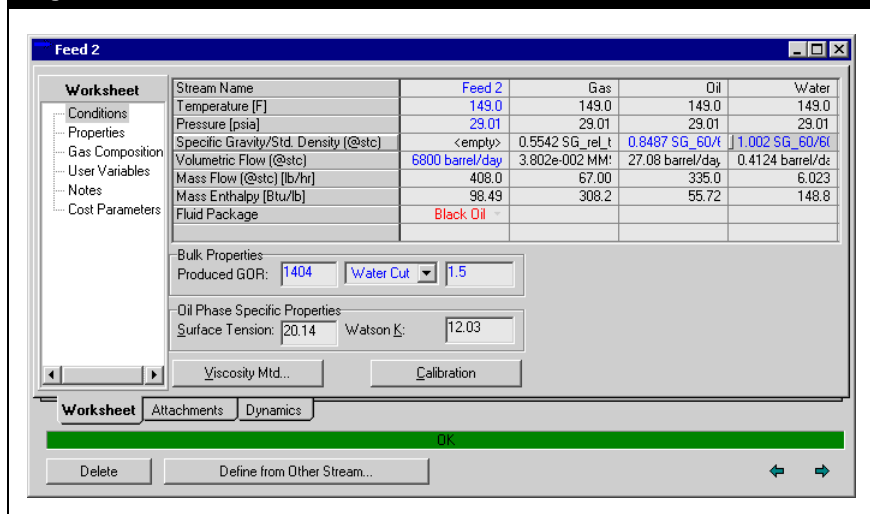 Feed 2
Worksheet
Conditions
Properties
Gas Composition
User Variables
Notes
Cost Parameters
Stream Name Feed 2 Gas Oil Water
Temperature [F] 149.0 149.0 149.0 149.0
Pressure [psia] 29.01 29.01 29.01 29.01
Specific Gravity/Std. Density (@stc) <empty> 0.5542 SG_rel_t 0.8487 SG_60/6 1.002 SG_60/6(
Volumetric Flow (@stc) 6800 barrel/day 3.802e-002 MM 27.08 barrel/day 0.4124 barrel/da
Mass Flow (@stc) [lb/hr] 408.0 67.00 335.0 6.023
Mass Enthalpy [Btu/lb] 98.49 308.2 55.72 148.8
Fluid Package Black Oil
Bulk Properties
Produced GOR: 1404 Water Cut 1.5
Oil Phase Specific Properties
Surface Tension: 20.14 Watson K: 12.03
Viscosity Mtd... Calibration
Worksheet Attachments Dynamics
OK
Delete Define from Other Stream...